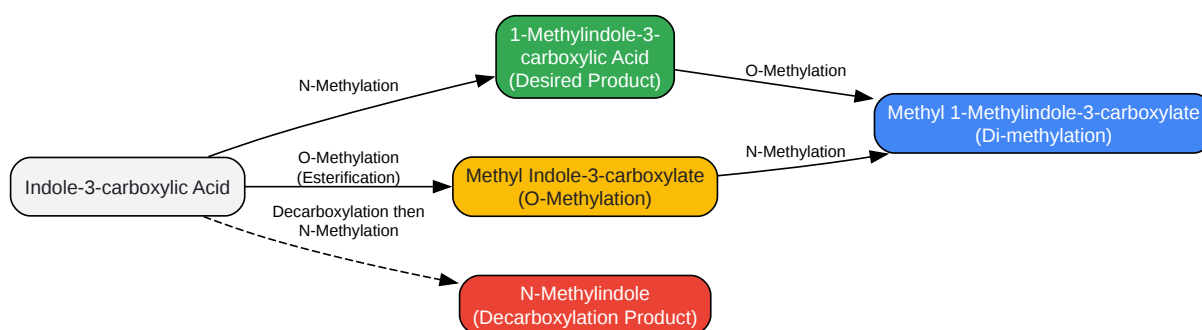 1-Methylindole-3-
carboxylic Acid
(Desired Product)
N-Methylation
O-Methylation
Methyl 1-Methylindole-3-carboxylate
(Di-methylation)
Indole-3-carboxylic Acid
O-Methylation
(Esterification)
Methyl Indole-3-carboxylate
(O-Methylation)
N-Methylation
Decarboxylation then
N-Methylation
N-Methylindole
(Decarboxylation Product)